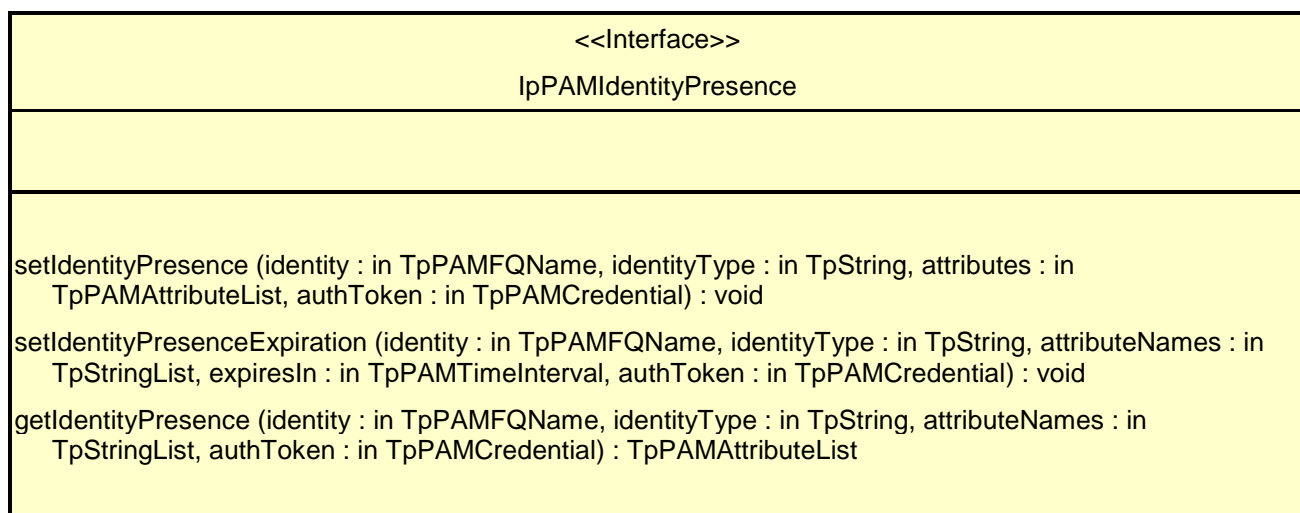 <<Interface>>
IpPAMIdentityPresence
setIdentityPresence (identity : in TpPAMFQName, identityType : in TpString, attributes : in
TpPAMAttributeList, authToken : in TpPAMCredential) : void
setIdentityPresenceExpiration (identity : in TpPAMFQName, identityType : in TpString, attributeNames : in
TpStringList, expiresIn : in TpPAMTimeInterval, authToken : in TpPAMCredential) : void
getIdentityPresence (identity : in TpPAMFQName, identityType : in TpString, attributeNames : in
TpStringList, authToken : in TpPAMCredential) : TpPAMAttributeList